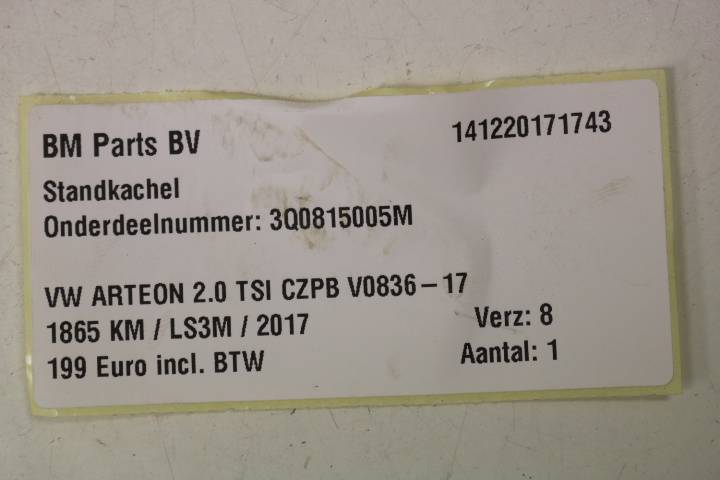 BM Parts BV 141220171743
Standkachel
Onderdeelnummer: 3Q0815005M
VW ARTEON 2.0 TSI CZPB V0836-17
1865 KM / LS3M / 2017 Verz: 8
199 Euro incl. BTW Aantal: 1